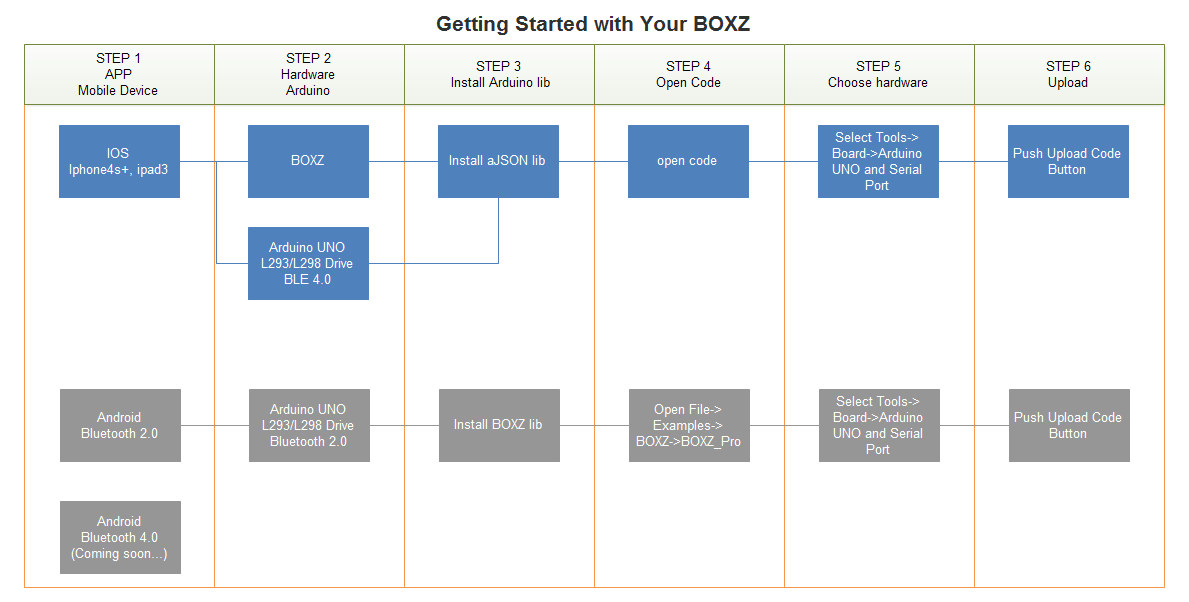 Getting Started with Your BOXZ
STEP 1
APP
Mobile Device
STEP 2
Hardware
Arduino
STEP 3
Install Arduino lib
STEP 4
Open Code
STEP 5
Choose hardware
STEP 6
Upload
IOS
Iphone4s+, ipad3
BOXZ
Install aJSON lib
open code
Select Tools->
Board->Arduino
UNO and Serial
Port
Push Upload Code
Button
Arduino UNO
L293/L298 Drive
BLE 4.0
Android
Bluetooth 2.0
Arduino UNO
L293/L298 Drive
Bluetooth 2.0
Install BOXZ lib
Open File->
Examples->
BOXZ->BOXZ_Pro
Select Tools->
Board->Arduino
UNO and Serial
Port
Push Upload Code
Button
Android
Bluetooth 4.0
(Coming soon...)